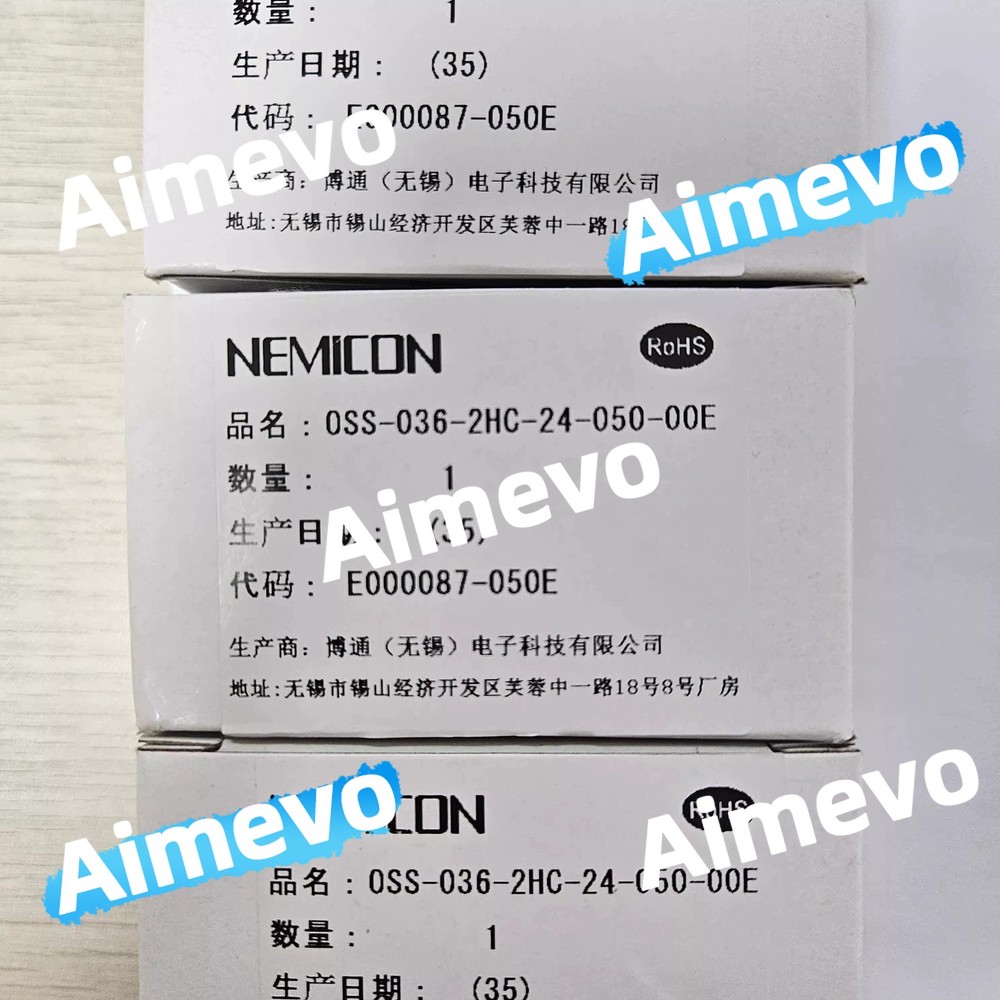 数量： 1
生产日期： (35)
代码： E000087-050E
生产商：博通（无锡）电子科技有限公司
地址:无锡市锡山经济开发区芙蓉中一路18
Aimevo
Aimevo
NEMICON
RoHS
品名：OSS-036-2HC-24-050-00E
数量： 1
生产日期： (35)
代码： E000087-050E
生产商：博通（无锡）电子科技有限公司
地址:无锡市锡山经济开发区芙蓉中一路18号8号厂房
Aimevo
NEMICON
RoHS
品名：OSS-036-2HC-24-050-00E
数量： 1
生产日期： (35)
Aimevo
Aimevo